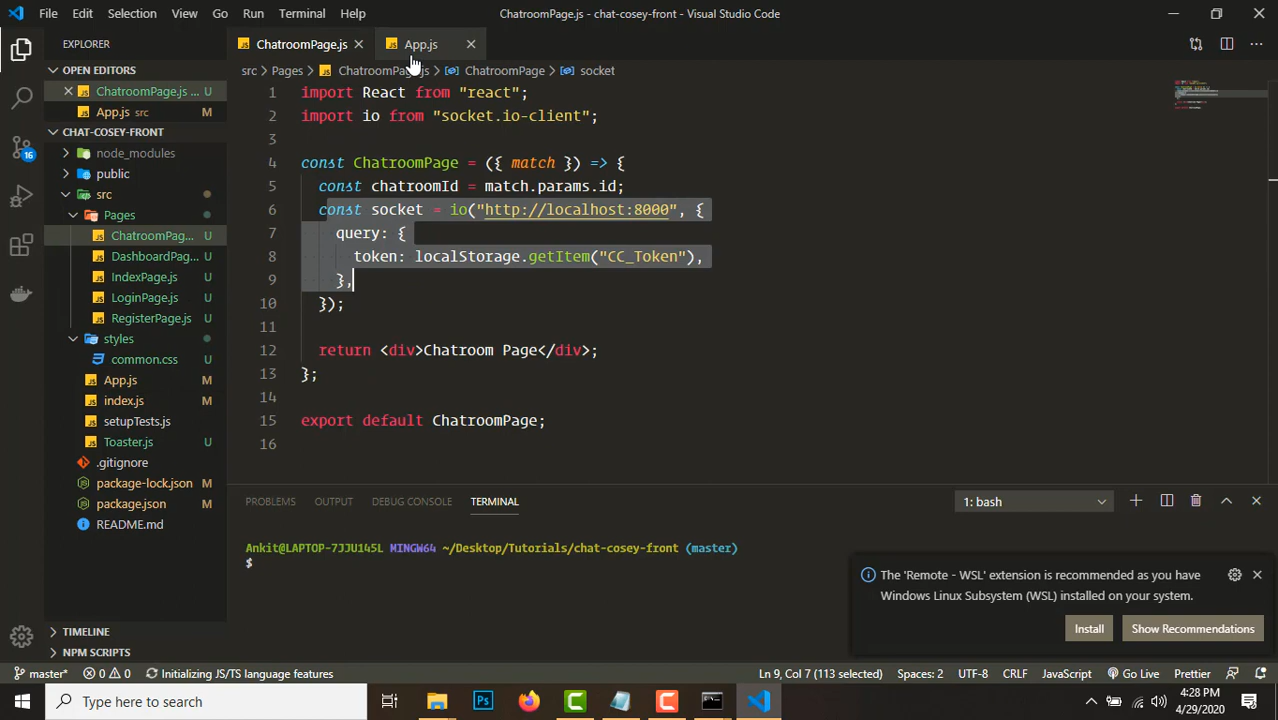 File Edit Selection View Go Run Terminal Help
ChatroomPage.js - chat-cosey-front - Visual Studio Code
EXPLORER
ChatroomPage.js
App.js
OPEN EDITORS
ChatroomPage.js ... U
App.js src M
CHAT-COSEY-FRONT
node_modules
public
src
Pages
ChatroomPag... U
DashboardPag... U
IndexPage.js U
LoginPage.js U
RegisterPage.js U
styles
common.css U
App.js M
index.js M
setupTests.js
Toaster.js U
.gitignore
package-lock.json M
package.json M
README.md
TIMELINE
NPM SCRIPTS
16
src > Pages > ChatroomPage.js > ChatroomPage > socket
1 import React from "react";
2 import io from "socket.io-client";
3
4 const ChatroomPage = ({ match }) => {
5 const chatroomId = match.params.id;
6 const socket = io("http://localhost:8000", {
7 query: {
8 token: localStorage.getItem("CC_Token"),
9 },
10 });
11
12 return <div>Chatroom Page</div>;
13 };
14
15 export default ChatroomPage;
16
PROBLEMS OUTPUT DEBUG CONSOLE TERMINAL
1: bash
Ankit@LAPTOP-7JJU145L MINGW64 ~/Desktop/Tutorials/chat-cosey-front (master)
$
The 'Remote - WSL' extension is recommended as you have
Windows Linux Subsystem (WSL) installed on your system.
Install Show Recommendations
master* 0 0 Initializing JS/TS language features
Ln 9, Col 7 (113 selected) Spaces: 2 UTF-8 CRLF JavaScript Go Live Prettier
Type here to search
Ps
4:28 PM
4/29/2020